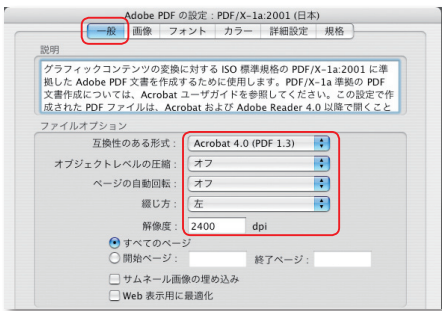 Adobe PDF の設定:PDF/X-1a:2001 (日本)
一般 画像 フォント カラー 詳細設定 規格
説明
グラフィックコンテンツの変換に対する ISO 標準規格の PDF/X-1a:2001 に準
拠した Adobe PDF 文書を作成するために使用します。PDF/X-1a 準拠の PDF
文書作成については、Acrobat ユーザガイドを参照してください。この設定で作
成された PDF ファイルは、Acrobat および Adobe Reader 4.0 以降で開くこと
ファイルオプション
互換性のある形式: Acrobat 4.0 (PDF 1.3)
オブジェクトレベルの圧縮: オフ
ページの自動回転: オフ
綴じ方: 左
解像度: 2400 dpi
すべてのページ
開始ページ: 終了ページ:
サムネール画像の埋め込み
Web 表示用に最適化